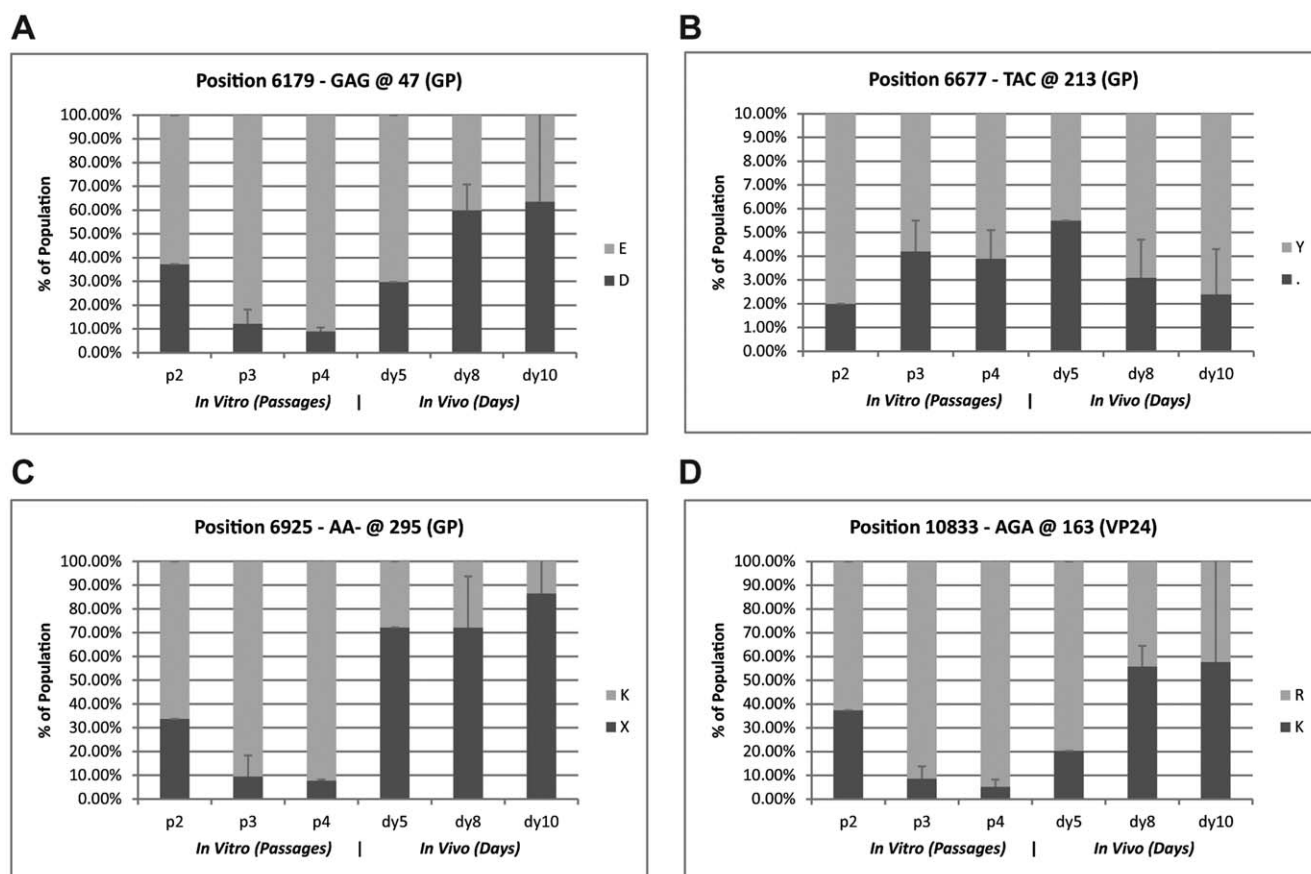 A
Position 6179 - GAG @ 47 (GP)
100.00%
90.00%
80.00%
70.00%
60.00%
50.00%
40.00%
30.00%
20.00%
10.00%
0.00%
% of Population
E
D
p2 p3 p4 dy5 dy8 dy10
In Vitro (Passages) | In Vivo (Days)
B
Position 6677 - TAC @ 213 (GP)
10.00%
9.00%
8.00%
7.00%
6.00%
5.00%
4.00%
3.00%
2.00%
1.00%
0.00%
% of Population
Y
.
p2 p3 p4 dy5 dy8 dy10
In Vitro (Passages) | In Vivo (Days)
C
Position 6925 - AA- @ 295 (GP)
100.00%
90.00%
80.00%
70.00%
60.00%
50.00%
40.00%
30.00%
20.00%
10.00%
0.00%
% of Population
K
X
p2 p3 p4 dy5 dy8 dy10
In Vitro (Passages) | In Vivo (Days)
D
Position 10833 - AGA @ 163 (VP24)
100.00%
90.00%
80.00%
70.00%
60.00%
50.00%
40.00%
30.00%
20.00%
10.00%
0.00%
% of Population
R
K
p2 p3 p4 dy5 dy8 dy10
In Vitro (Passages) | In Vivo (Days)